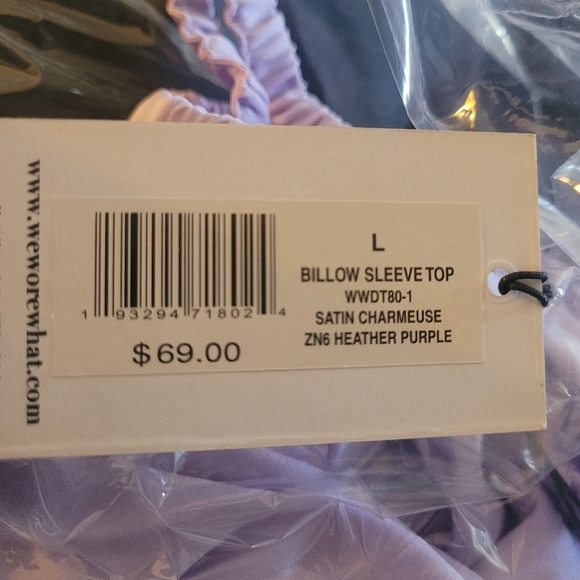 www.weworewhat.com
L
BILLOW SLEEVE TOP
WWDT80-1
SATIN CHARMEUSE
ZN6 HEATHER PURPLE
1 93294 71802 4
$69.00